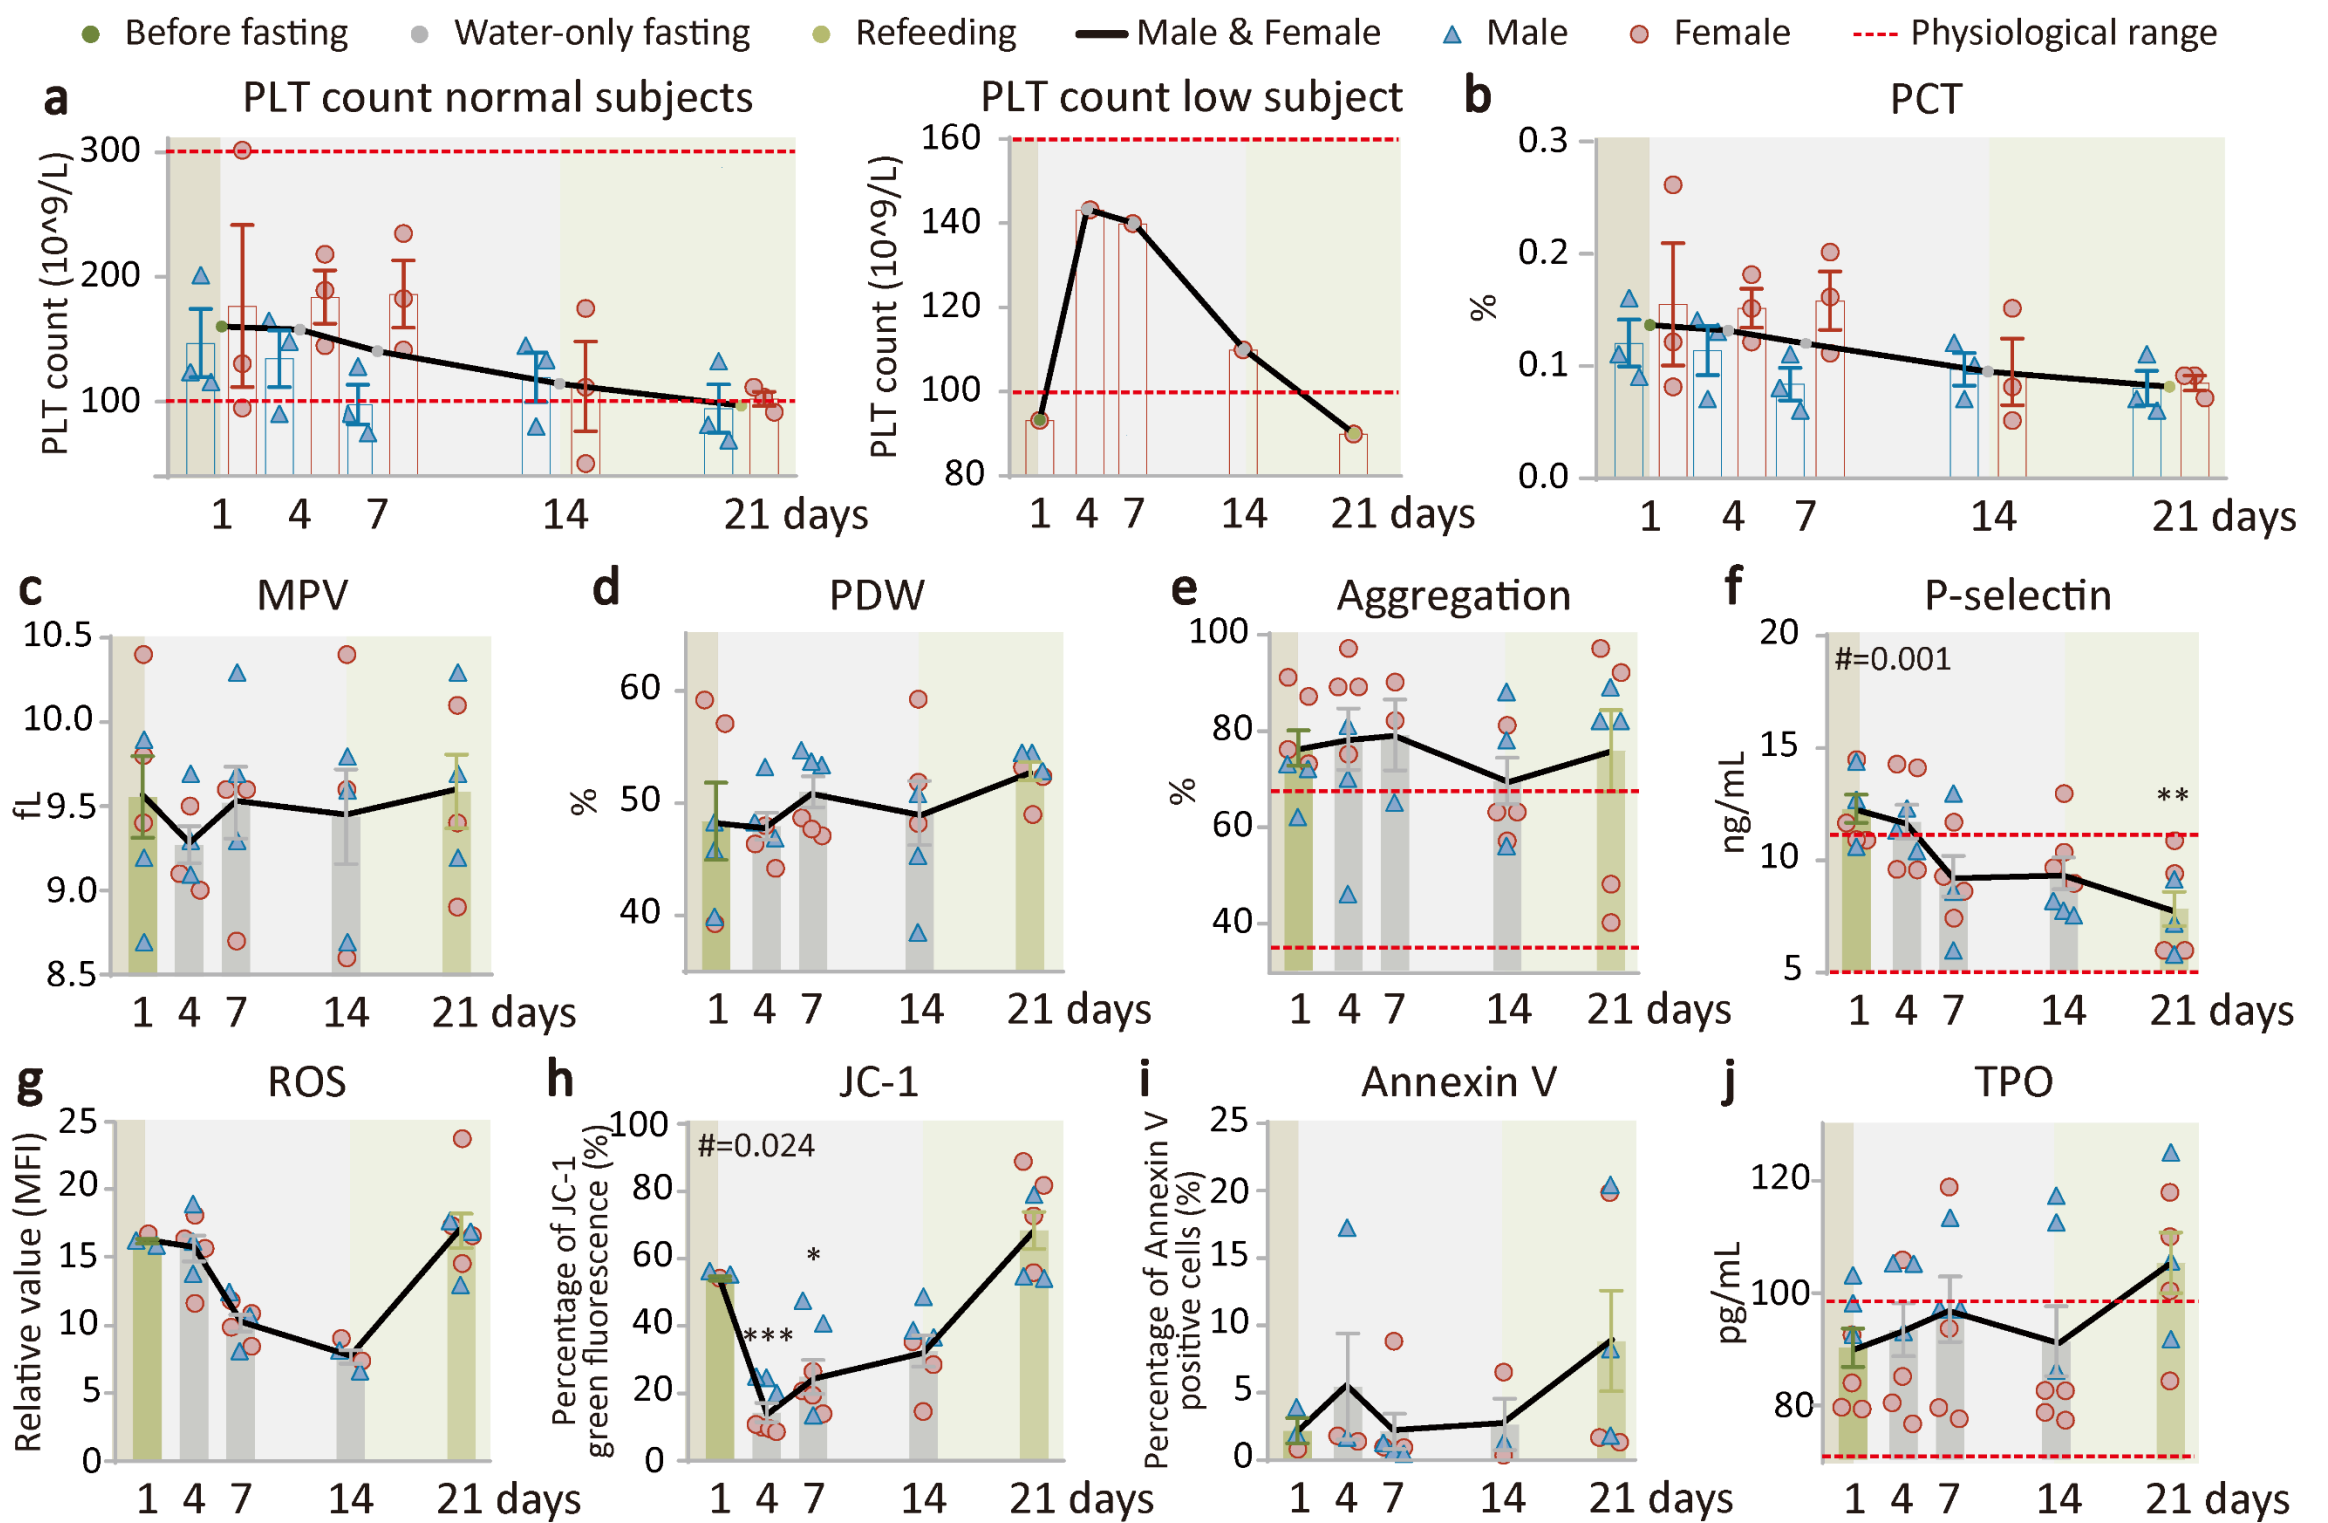 Before fasting Water-only fasting Refeeding Male & Female Male Female Physiological range
a PLT count normal subjects PLT count low subject b PCT
PLT count (10^9/L)
300
200
100
1 4 7 14 21 days
PLT count (10^9/L)
160
140
120
100
80
1 4 7 14 21 days
%
0.3
0.2
0.1
0.0
1 4 7 14 21 days
c MPV
fL
10.5
10.0
9.5
9.0
8.5
1 4 7 14 21 days
d PDW
%
60
50
40
1 4 7 14 21 days
e Aggregation
%
100
80
60
40
1 4 7 14 21 days
f P-selectin
ng/mL
20
15
10
5
#=0.001
**
1 4 7 14 21 days
g ROS
Relative value (MFI)
25
20
15
10
5
0
1 4 7 14 21 days
h JC-1
Percentage of JC-1
green fluorescence (%)
100
80
60
40
20
0
#=0.024
*
***
1 4 7 14 21 days
i Annexin V
Percentage of Annexin V
positive cells (%)
25
20
15
10
5
0
1 4 7 14 21 days
j TPO
pg/mL
120
100
80
1 4 7 14 21 days